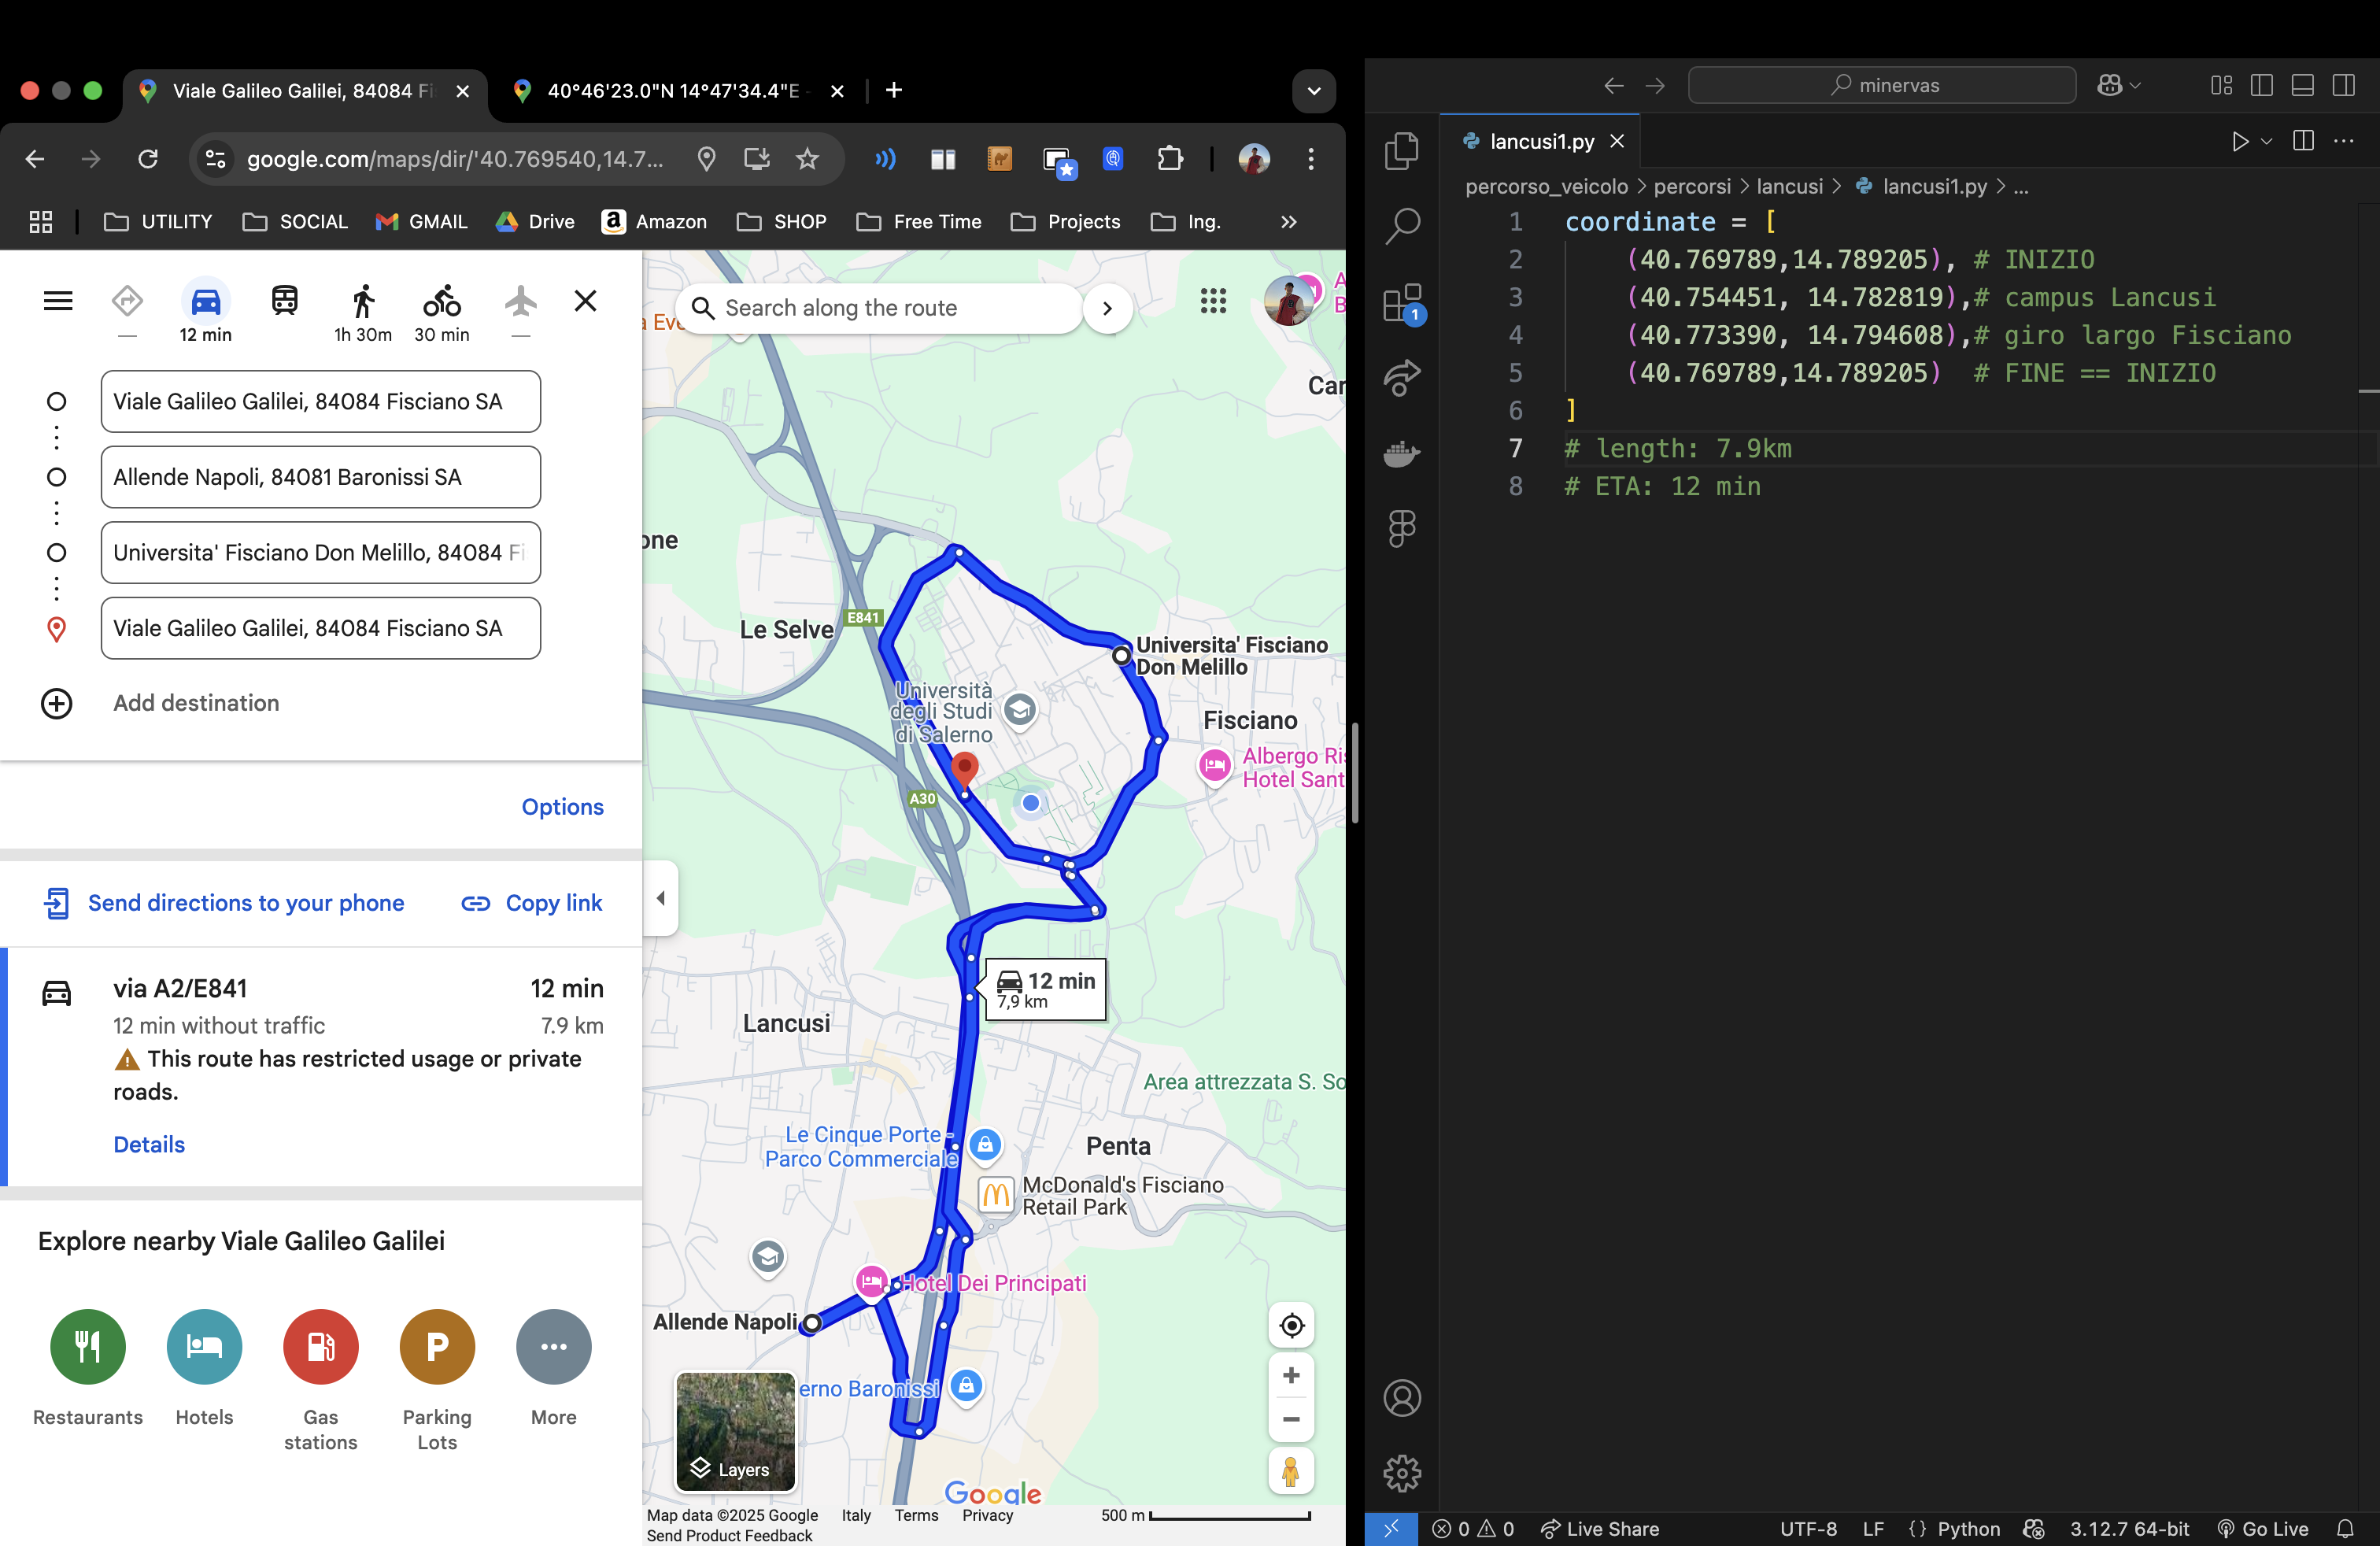 Viale Galileo Galilei, 84084 Fi
40°46'23.0"N 14°47'34.4"E
google.com/maps/dir/'40.769540,14.7...
UTILITY
SOCIAL
GMAIL
Drive
Amazon
SHOP
Free Time
Projects
Ing.
12 min
1h 30m
30 min
Viale Galileo Galilei, 84084 Fisciano SA
Allende Napoli, 84081 Baronissi SA
Universita' Fisciano Don Melillo, 84084 Fi
Viale Galileo Galilei, 84084 Fisciano SA
Add destination
Options
Send directions to your phone
Copy link
via A2/E841
12 min
12 min without traffic
7.9 km
This route has restricted usage or private
roads.
Details
Explore nearby Viale Galileo Galilei
P
Restaurants
Hotels
Gas
stations
Parking
Lots
More
Search along the route
a Eve
A
B
Car
one
E841
Le Selve
Universita' Fisciano
Don Melillo
Università
degli Studi
di Salerno
Fisciano
Albergo Ris
Hotel Sant
A30
12 min
7,9 km
Lancusi
Area attrezzata S. So
Le Cinque Porte -
Parco Commerciale
Penta
McDonald's Fisciano
Retail Park
Hotel Dei Principati
Allende Napoli
erno Baronissi
Layers
Google
Map data ©2025 Google
Italy
Terms
Privacy
500 m
Send Product Feedback
minervas
lancusi1.py
percorso_veicolo > percorsi > lancusi > lancusi1.py > ...
1 coordinate = [
2 (40.769789,14.789205), # INIZIO
3 (40.754451, 14.782819),# campus Lancusi
4 (40.773390, 14.794608),# giro largo Fisciano
5 (40.769789,14.789205) # FINE == INIZIO
6 ]
7 # length: 7.9km
8 # ETA: 12 min
1
0
0
Live Share
UTF-8
LF
{} Python
3.12.7 64-bit
Go Live